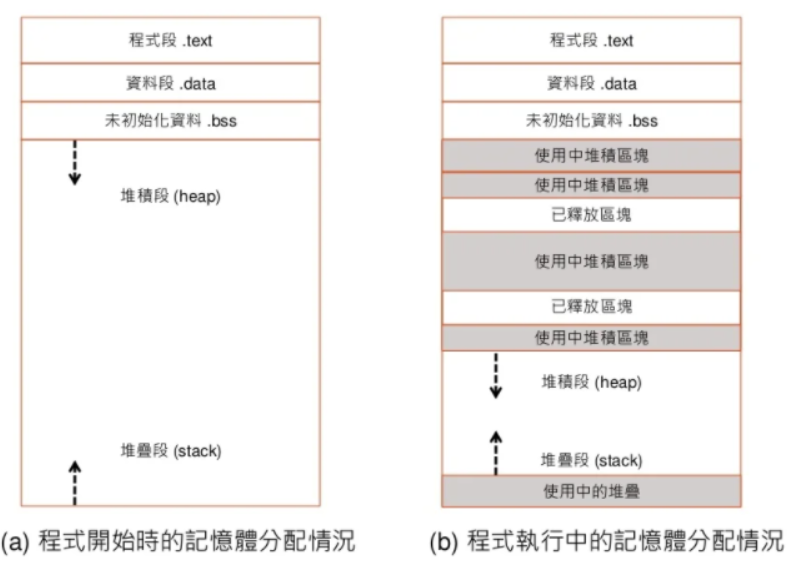 程式段 .text
資料段 .data
未初始化資料 .bss
堆積段 (heap)
堆疊段 (stack)
(a) 程式開始時的記憶體分配情況
程式段 .text
資料段 .data
未初始化資料 .bss
使用中堆積區塊
使用中堆積區塊
已釋放區塊
使用中堆積區塊
已釋放區塊
使用中堆積區塊
堆積段 (heap)
堆疊段 (stack)
使用中的堆疊
(b) 程式執行中的記憶體分配情況